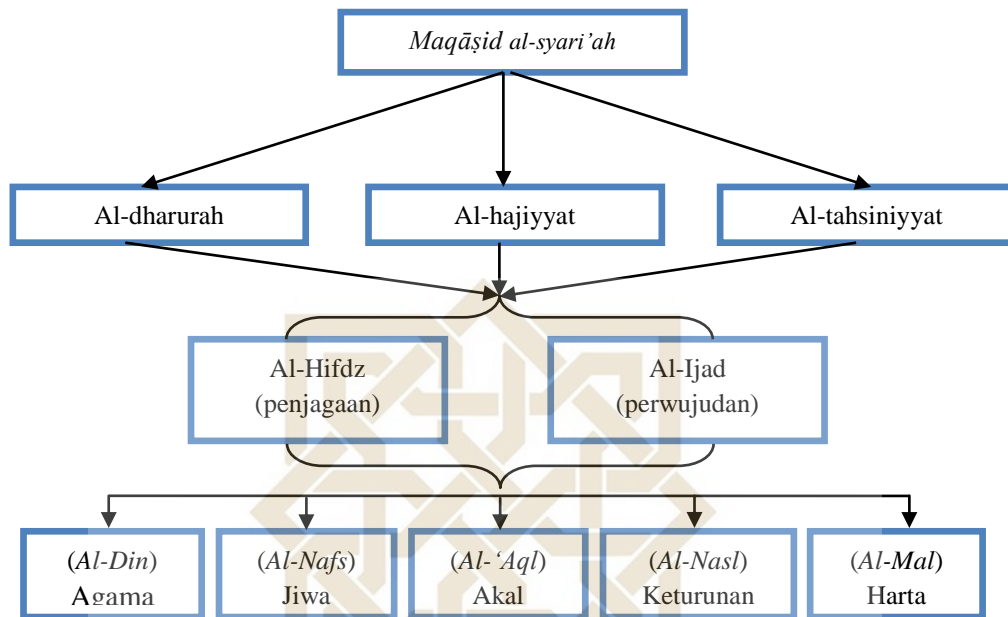 Maqāṣid al-syari’ah
Al-dharurah
Al-hajiyyat
Al-tahsiniyyat
Al-Hifdz
(penjagaan)
Al-Ijad
(perwujudan)
(Al-Din)
Agama
(Al-Nafs)
Jiwa
(Al-‘Aql)
Akal
(Al-Nasl)
Keturunan
(Al-Mal)
Harta